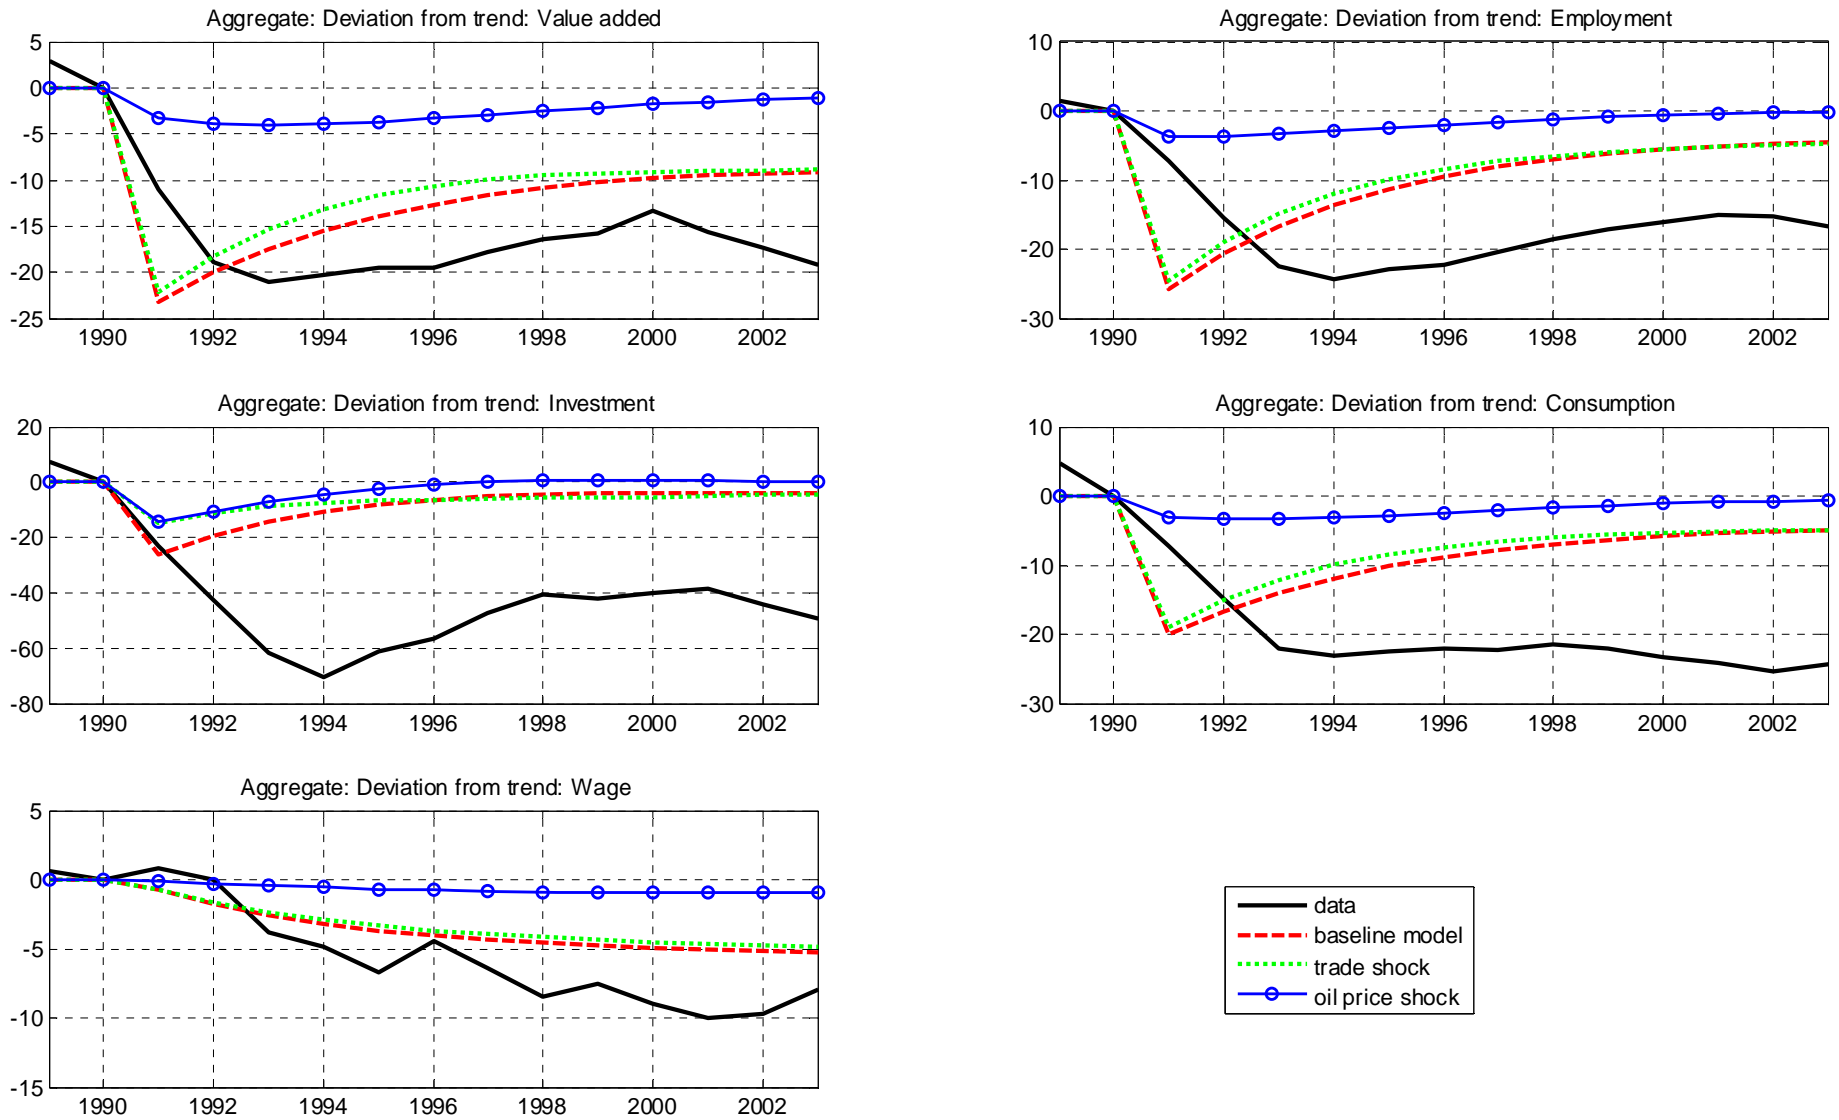 Aggregate: Deviation from trend: Value added
5
0
-5
-10
-15
-20
-25
1990 1992 1994 1996 1998 2000 2002
Aggregate: Deviation from trend: Employment
10
0
-10
-20
-30
1990 1992 1994 1996 1998 2000 2002
Aggregate: Deviation from trend: Investment
20
0
-20
-40
-60
-80
1990 1992 1994 1996 1998 2000 2002
Aggregate: Deviation from trend: Consumption
10
0
-10
-20
-30
1990 1992 1994 1996 1998 2000 2002
Aggregate: Deviation from trend: Wage
5
0
-5
-10
-15
1990 1992 1994 1996 1998 2000 2002
data
baseline model
trade shock
oil price shock